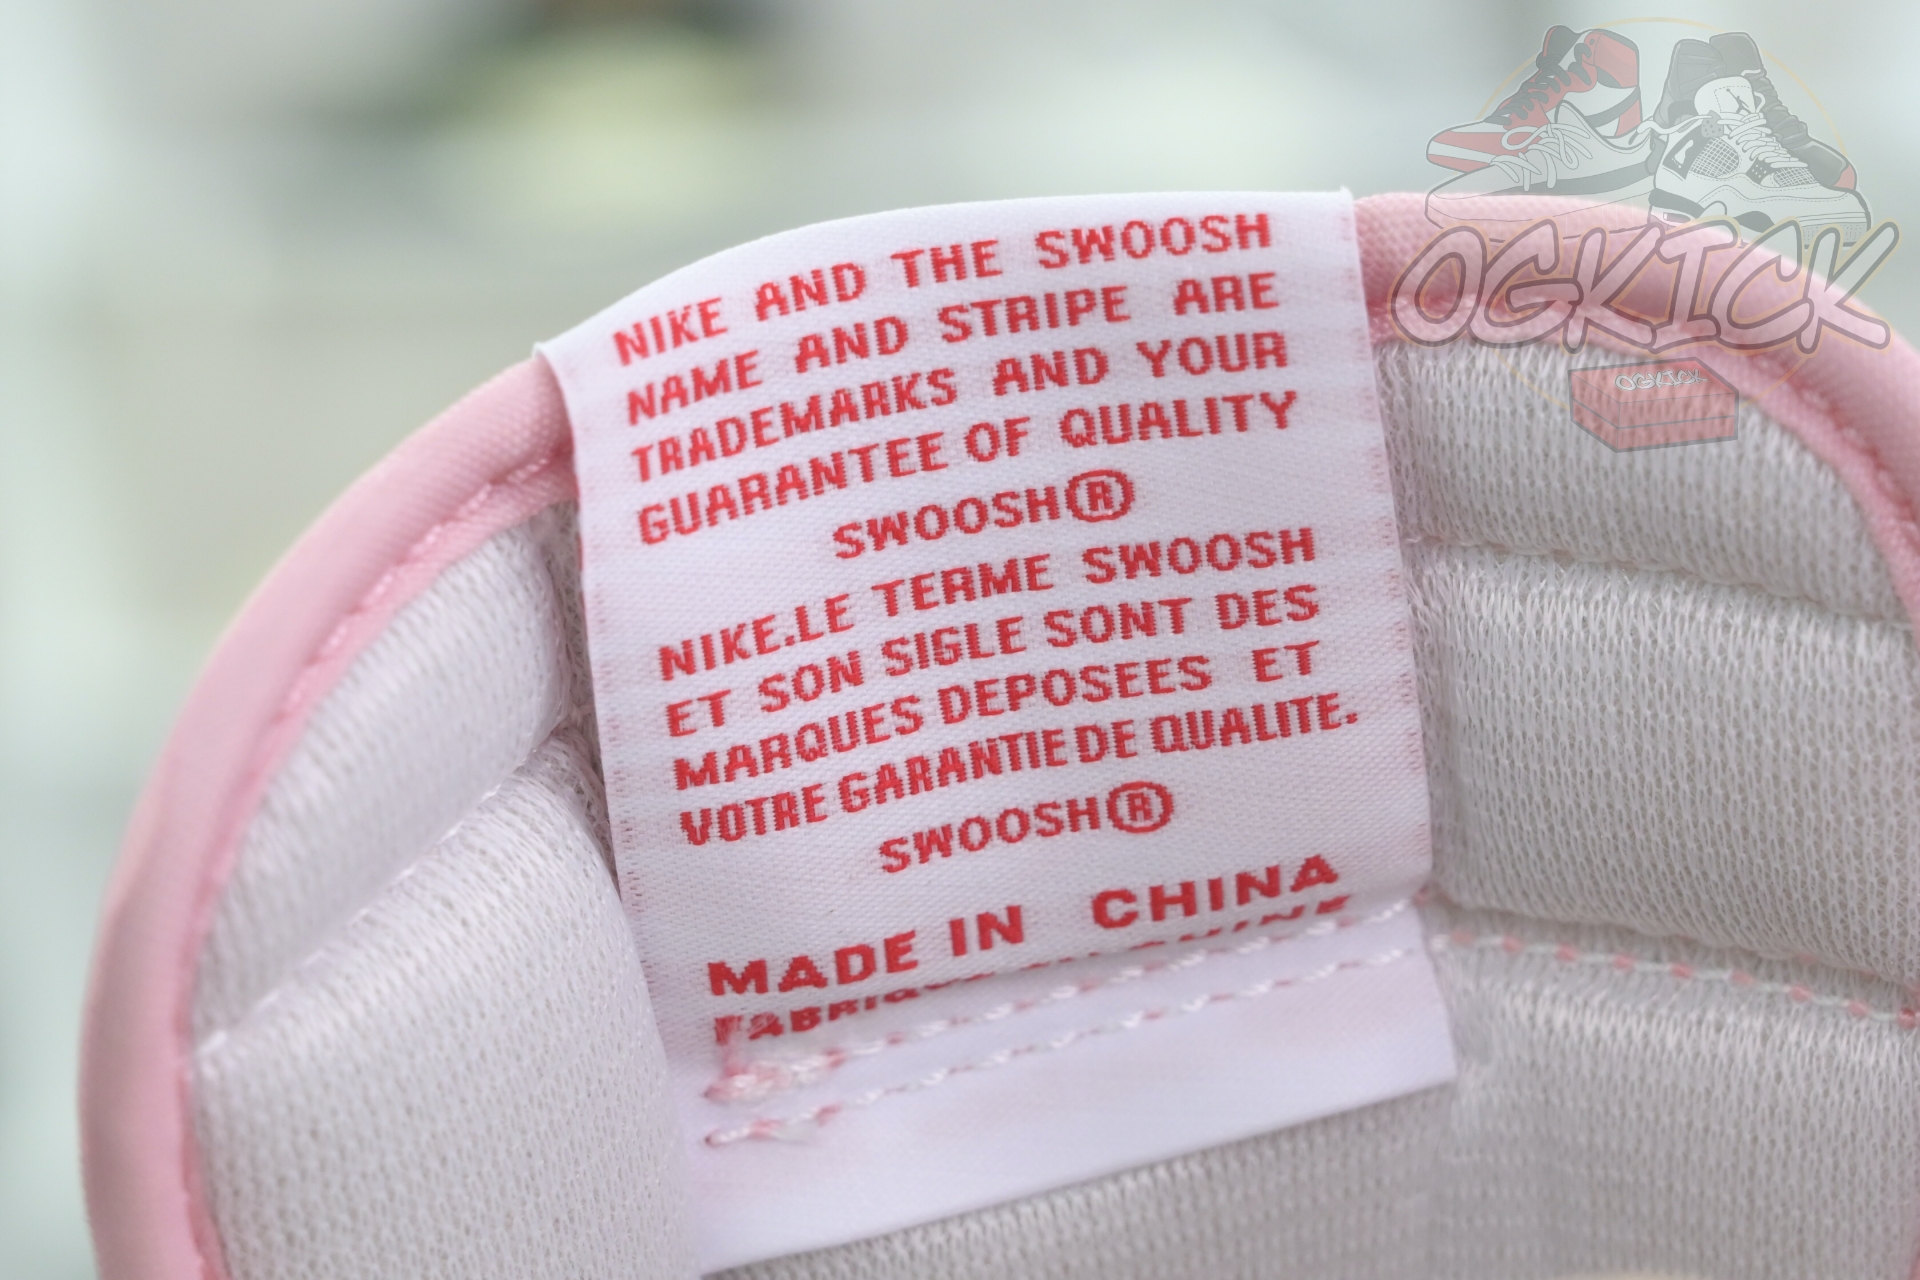 NIKE AND THE SWOOSH
NAME AND STRIPE ARE
TRADEMARKS AND YOUR
GUARANTEE OF QUALITY
SWOOSH®
NIKE.LE TERME SWOOSH
ET SON SIGLE SONT DES
MARQUES DEPOSEES ET
VOTRE GARANTIE DE QUALITE.
SWOOSH®
MADE IN CHINA
OGKICK
OGKICK